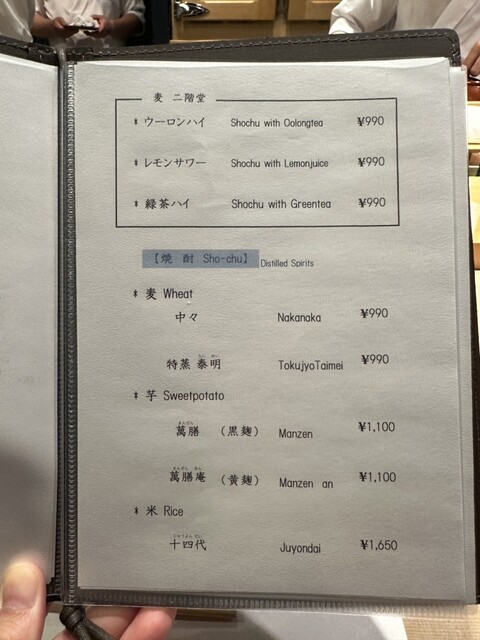 麦 二階堂
* ウーロンハイ Shochu with Oolongtea ¥990
* レモンサワー Shochu with Lemonjuice ¥990
* 緑茶ハイ Shochu with Greentea ¥990
【焼 酎 Sho-chu】 Distilled Spirits
* 麦 Wheat
中々 Nakanaka ¥990
特蒸 泰明 TokujyoTaimei ¥990
* 芋 Sweetpotato
萬膳 (黒麹) Manzen ¥1,100
萬膳庵 (黄麹) Manzen an ¥1,100
* 米 Rice
十四代 Juyondai ¥1,650